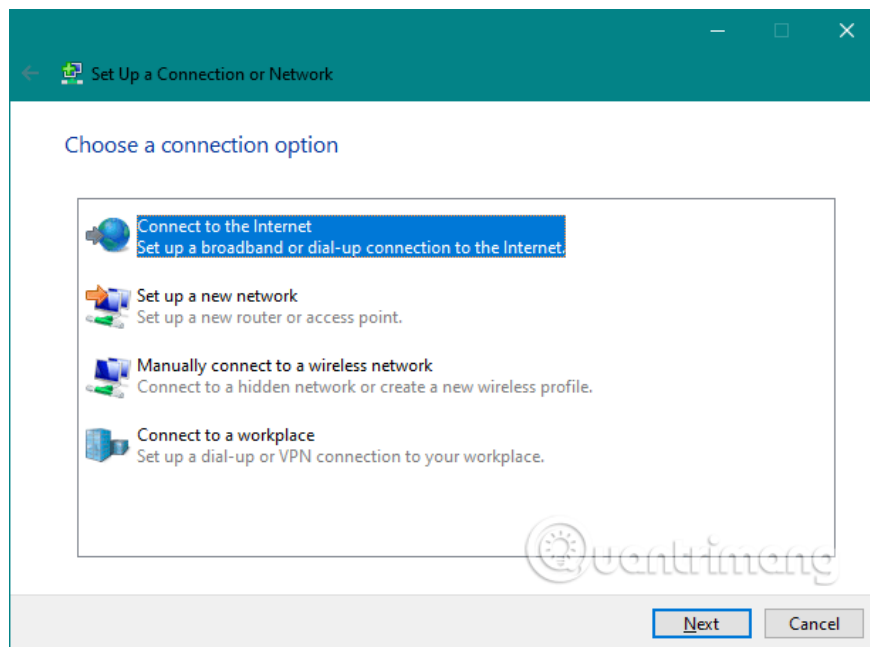 Set Up a Connection or Network
Choose a connection option
Connect to the Internet
Set up a broadband or dial-up connection to the Internet.
Set up a new network
Set up a new router or access point.
Manually connect to a wireless network
Connect to a hidden network or create a new wireless profile.
Connect to a workplace
Set up a dial-up or VPN connection to your workplace.
Quantrimang
Next
Cancel